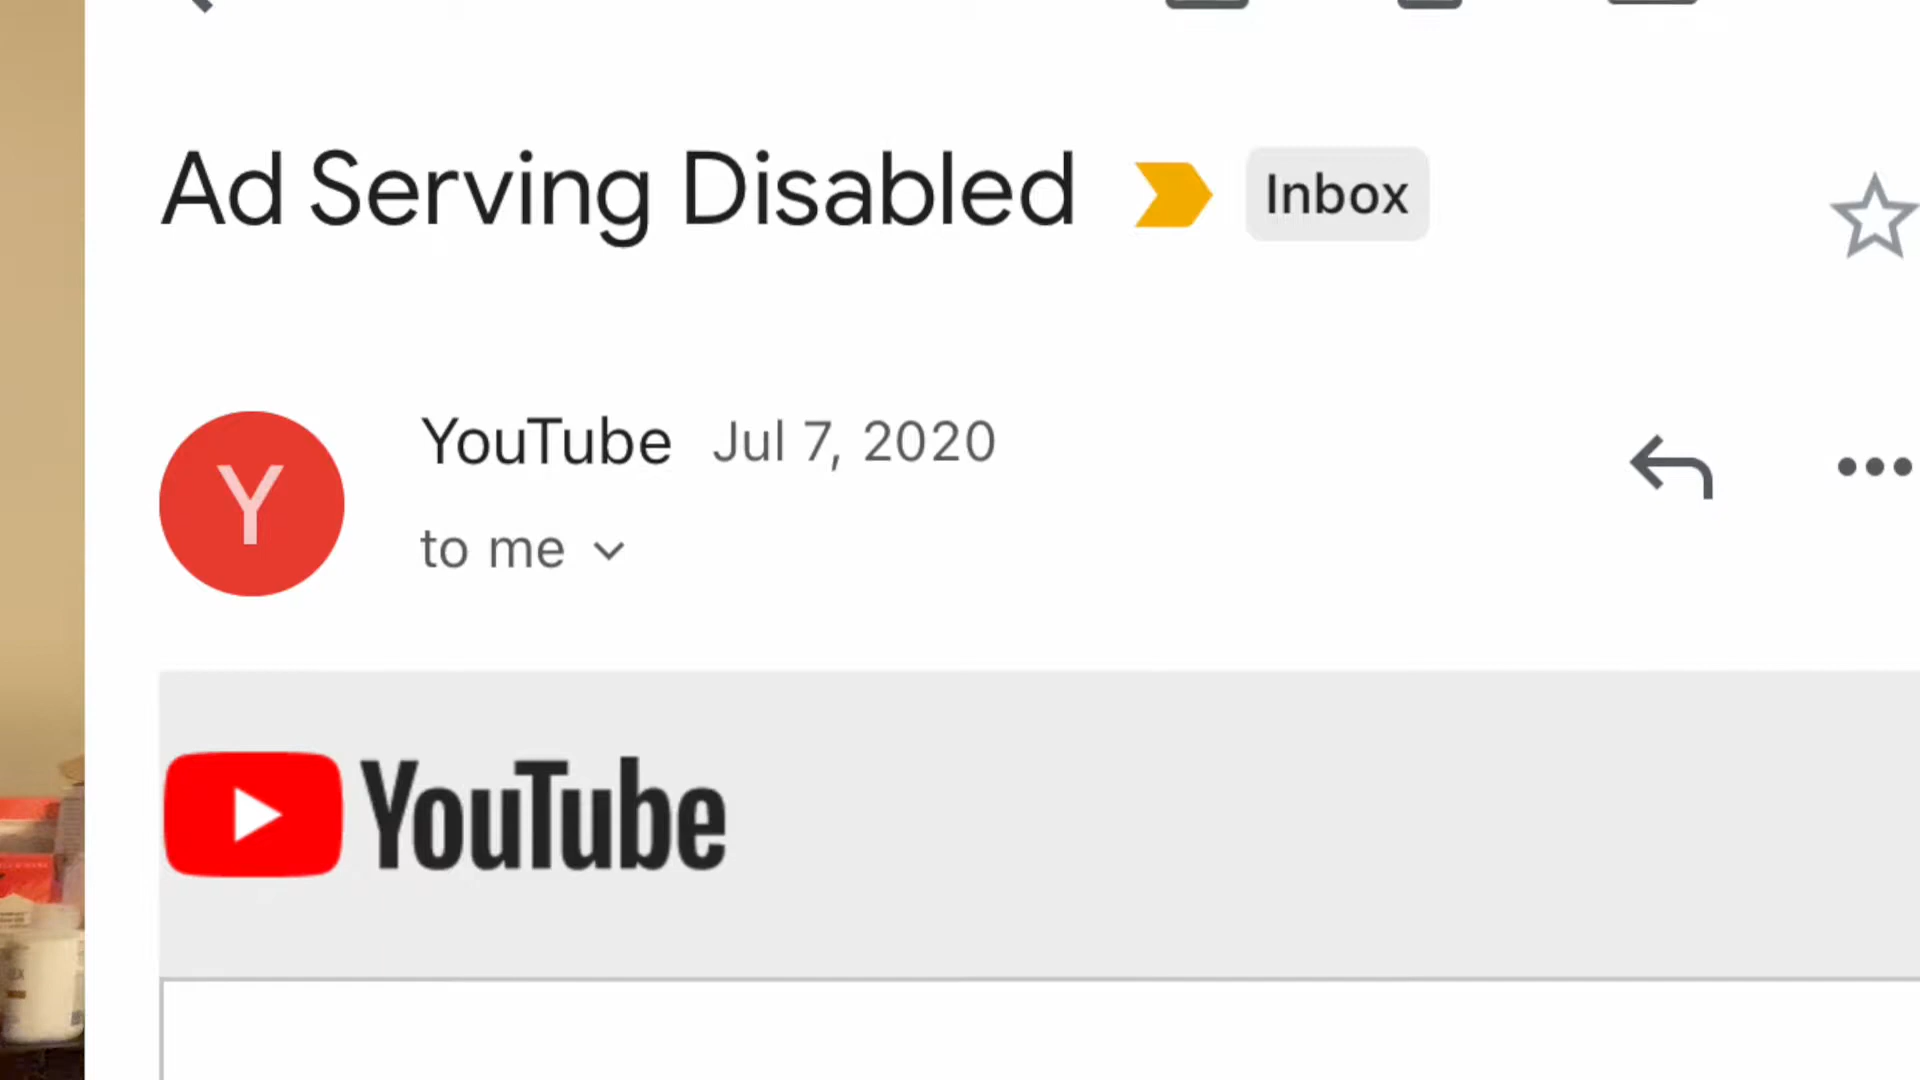 Ad Serving Disabled Inbox
Y
YouTube Jul 7, 2020
to me
YouTube